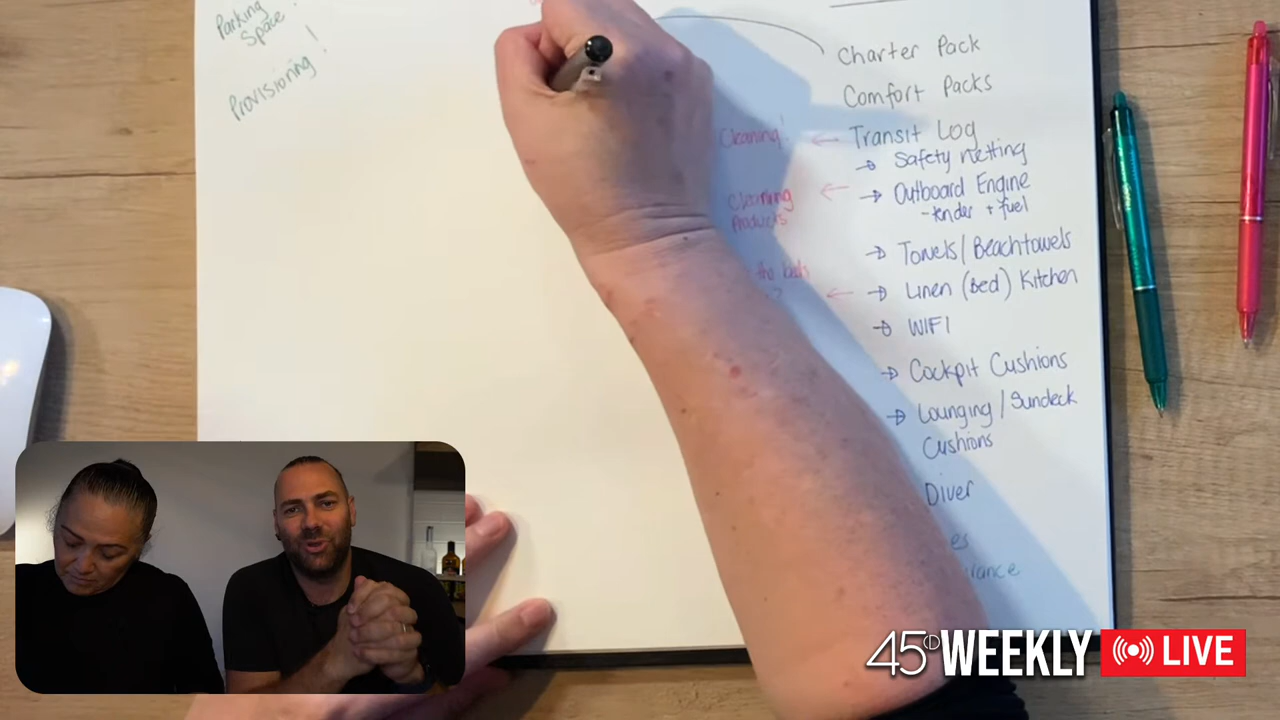 Parking
Space !
Provisioning !
Charter Pack
Comfort Packs
Cleaning! ← Transit Log
→ Safety netting
Cleaning
Products
← → Outboard Engine
- tender + fuel
→ Towels/Beachtowels
← → Linen (Bed) Kitchen
→ WIFI
→ Cockpit Cushions
→ Lounging/Sundeck
Cushions
Diver
45° WEEKLY LIVE